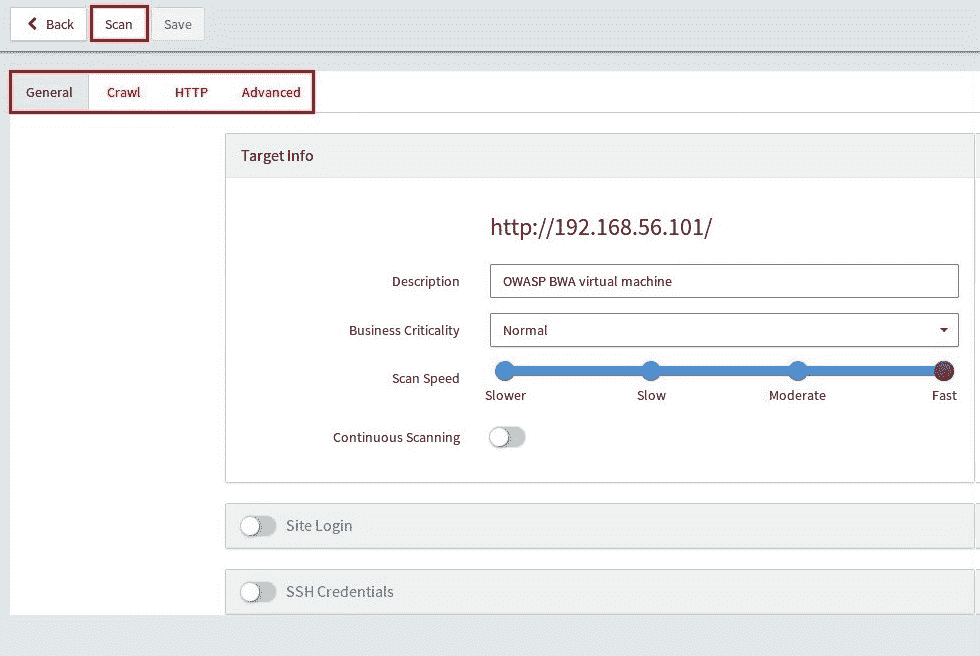 Back Scan Save
General Crawl HTTP Advanced
Target Info
http://192.168.56.101/
Description OWASP BWA virtual machine
Business Criticality Normal
Scan Speed
Slower Slow Moderate Fast
Continuous Scanning
Site Login
SSH Credentials